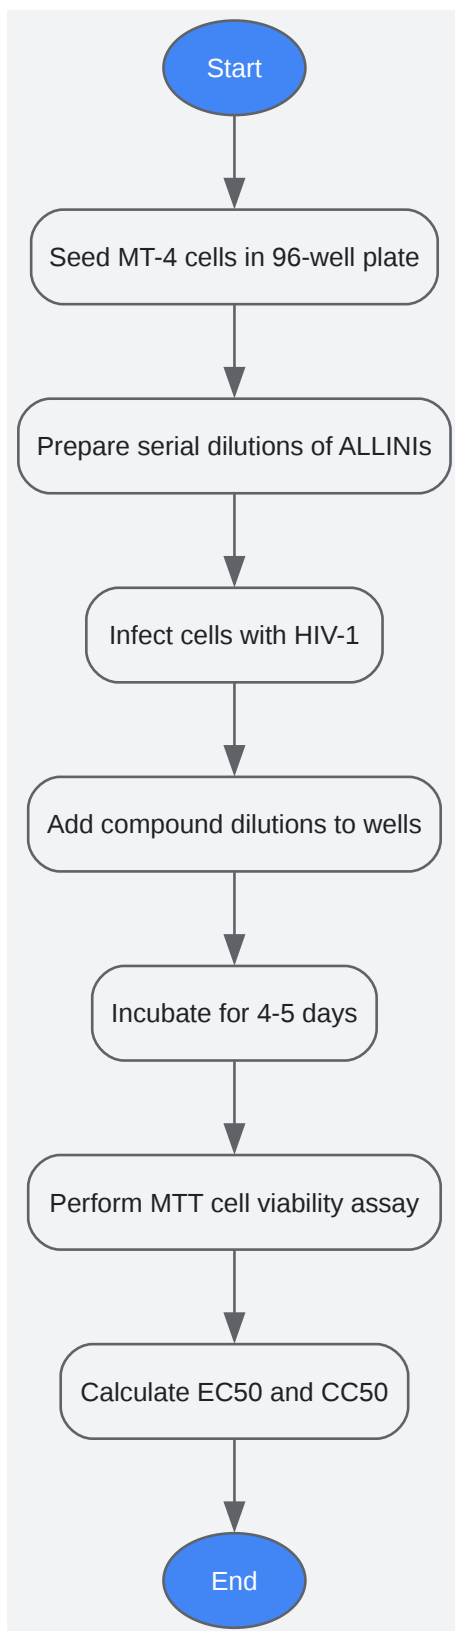 Start
Seed MT-4 cells in 96-well plate
Prepare serial dilutions of ALLINIs
Infect cells with HIV-1
Add compound dilutions to wells
Incubate for 4-5 days
Perform MTT cell viability assay
Calculate EC50 and CC50
End